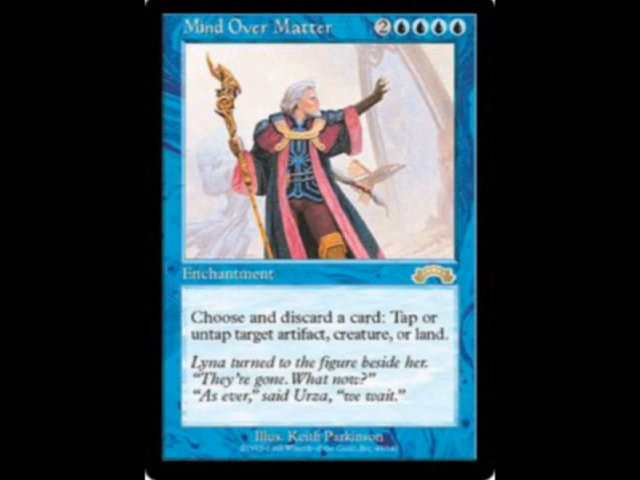 Mind Over Matter 2
Enchantment
Choose and discard a card: Tap or
untap target artifact, creature, or land.
Lyna turned to the figure beside her.
"They're gone. What now?"
"As ever," said Urza, "we wait."
Illus. Keith Parkinson